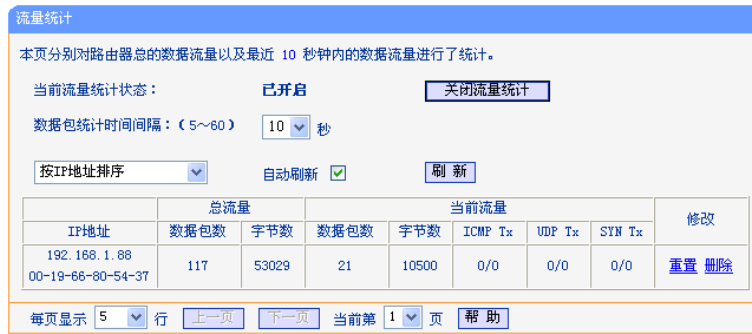 流量统计
本页分别对路由器总的数据流量以及最近 10 秒钟内的数据流量进行了统计。
当前流量统计状态： 已开启 关闭流量统计
数据包统计时间间隔：(5～60) 10 秒
按IP地址排序 自动刷新 刷 新
总流量 当前流量 修改
IP地址 数据包数 字节数 数据包数 字节数 ICMP Tx UDP Tx SYN Tx
192.168.1.88
00-19-66-80-54-37 117 53029 21 10500 0/0 0/0 0/0 重置 删除
每页显示 5 行 上一页 下一页 当前第 1 页 帮 助